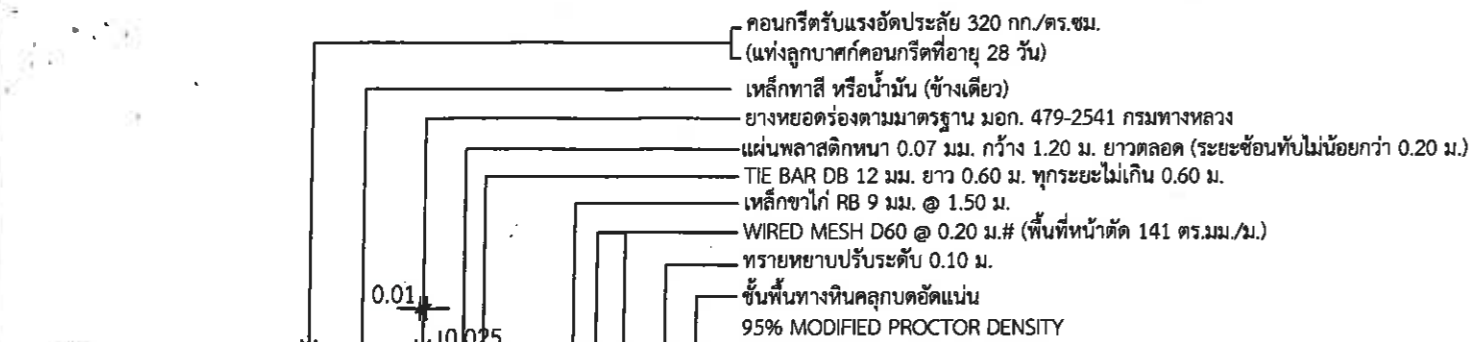 คอนกรีตรับแรงอัดประลัย 320 กก./ตร.ซม.
(แท่งลูกบาศก์คอนกรีตที่อายุ 28 วัน)
เหล็กทาสี หรือน้ำมัน (ข้างเดียว)
ยางหยอดร่องตามมาตรฐาน มอก. 479-2541 กรมทางหลวง
แผ่นพลาสติกหนา 0.07 มม. กว้าง 1.20 ม. ยาวตลอด (ระยะซ้อนทับไม่น้อยกว่า 0.20 ม.)
TIE BAR DB 12 มม. ยาว 0.60 ม. ทุกระยะไม่เกิน 0.60 ม.
เหล็กขาไก่ RB 9 มม. @ 1.50 ม.
WIRED MESH D60 @ 0.20 ม.# (พื้นที่หน้าตัด 141 ตร.มม./ม.)
ทรายหยาบปรับระดับ 0.10 ม.
ชั้นพื้นทางหินคลุกบดอัดแน่น
95% MODIFIED PROCTOR DENSITY
0.01
0.025